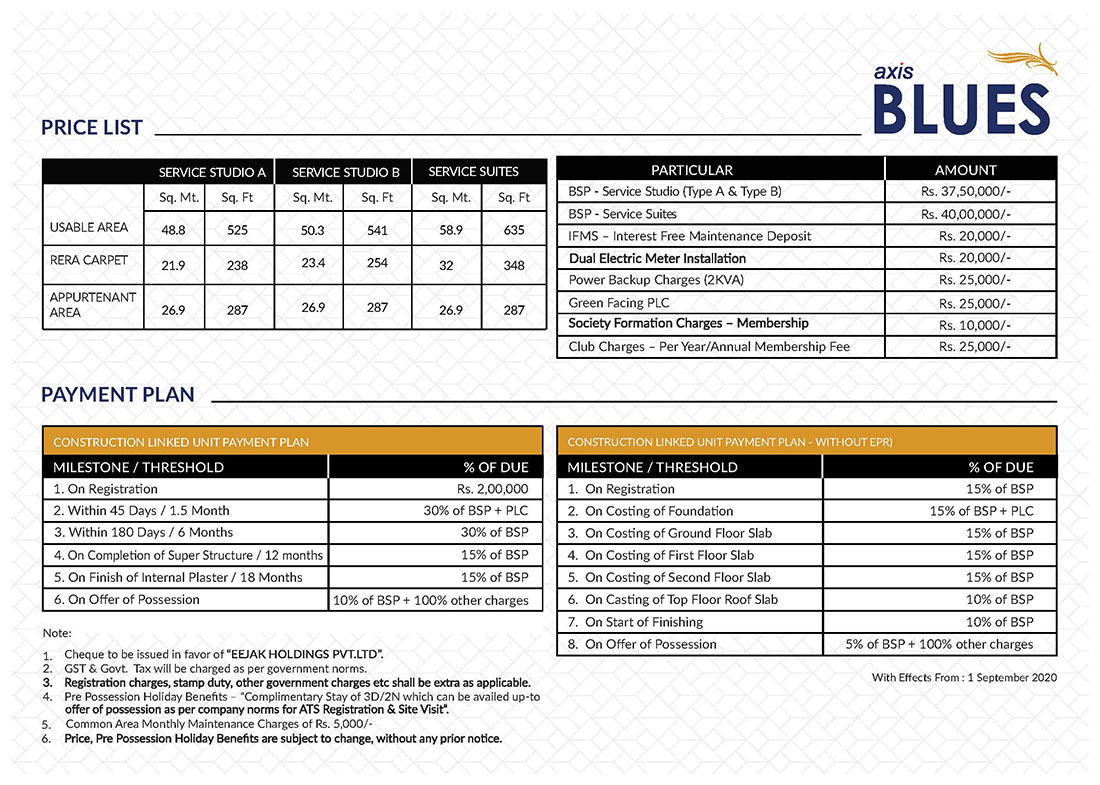 axis
BLUES
PRICE LIST
SERVICE STUDIO A SERVICE STUDIO B SERVICE SUITES
Sq. Mt. Sq. Ft Sq. Mt. Sq. Ft Sq. Mt. Sq. Ft
USABLE AREA 48.8 525 50.3 541 58.9 635
RERA CARPET 21.9 238 23.4 254 32 348
APPURTENANT
AREA 26.9 287 26.9 287 26.9 287
PARTICULAR AMOUNT
BSP - Service Studio (Type A & Type B) Rs. 37,50,000/-
BSP - Service Suites Rs. 40,00,000/-
IFMS – Interest Free Maintenance Deposit Rs. 20,000/-
Dual Electric Meter Installation Rs. 20,000/-
Power Backup Charges (2KVA) Rs. 25,000/-
Green Facing PLC Rs. 25,000/-
Society Formation Charges – Membership Rs. 10,000/-
Club Charges – Per Year/Annual Membership Fee Rs. 25,000/-
PAYMENT PLAN
CONSTRUCTION LINKED UNIT PAYMENT PLAN
MILESTONE / THRESHOLD % OF DUE
1. On Registration Rs. 2,00,000
2. Within 45 Days / 1.5 Month 30% of BSP + PLC
3. Within 180 Days / 6 Months 30% of BSP
4. On Completion of Super Structure / 12 months 15% of BSP
5. On Finish of Internal Plaster / 18 Months 15% of BSP
6. On Offer of Possession 10% of BSP + 100% other charges
CONSTRUCTION LINKED UNIT PAYMENT PLAN - WITHOUT EPR)
MILESTONE / THRESHOLD % OF DUE
1. On Registration 15% of BSP
2. On Costing of Foundation 15% of BSP + PLC
3. On Costing of Ground Floor Slab 15% of BSP
4. On Costing of First Floor Slab 15% of BSP
5. On Costing of Second Floor Slab 15% of BSP
6. On Casting of Top Floor Roof Slab 10% of BSP
7. On Start of Finishing 10% of BSP
8. On Offer of Possession 5% of BSP + 100% other charges
Note:
1. Cheque to be issued in favor of “EEJAK HOLDINGS PVT.LTD”.
2. GST & Govt. Tax will be charged as per government norms.
3. Registration charges, stamp duty, other government charges etc shall be extra as applicable.
4. Pre Possession Holiday Benefits – “Complimentary Stay of 3D/2N which can be availed up-to
offer of possession as per company norms for ATS Registration & Site Visit”.
5. Common Area Monthly Maintenance Charges of Rs. 5,000/-
6. Price, Pre Possession Holiday Benefits are subject to change, without any prior notice.
With Effects From : 1 September 2020